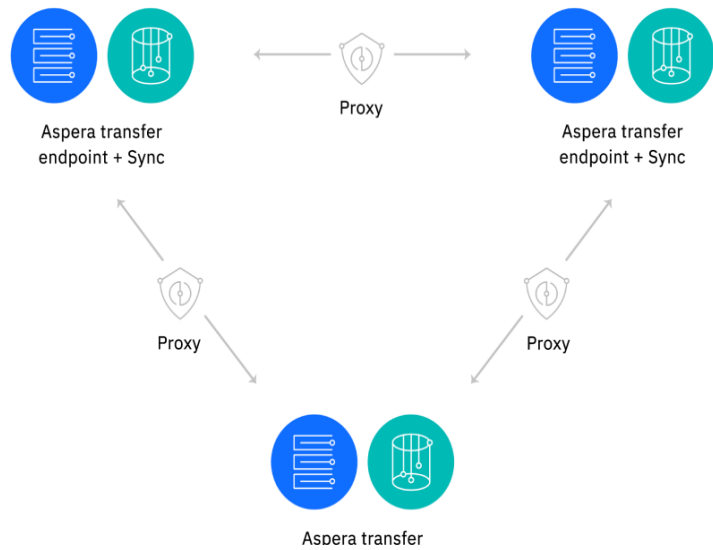 Proxy
Aspera transfer
endpoint + Sync
Aspera transfer
endpoint + Sync
Proxy
Proxy
Aspera transfer